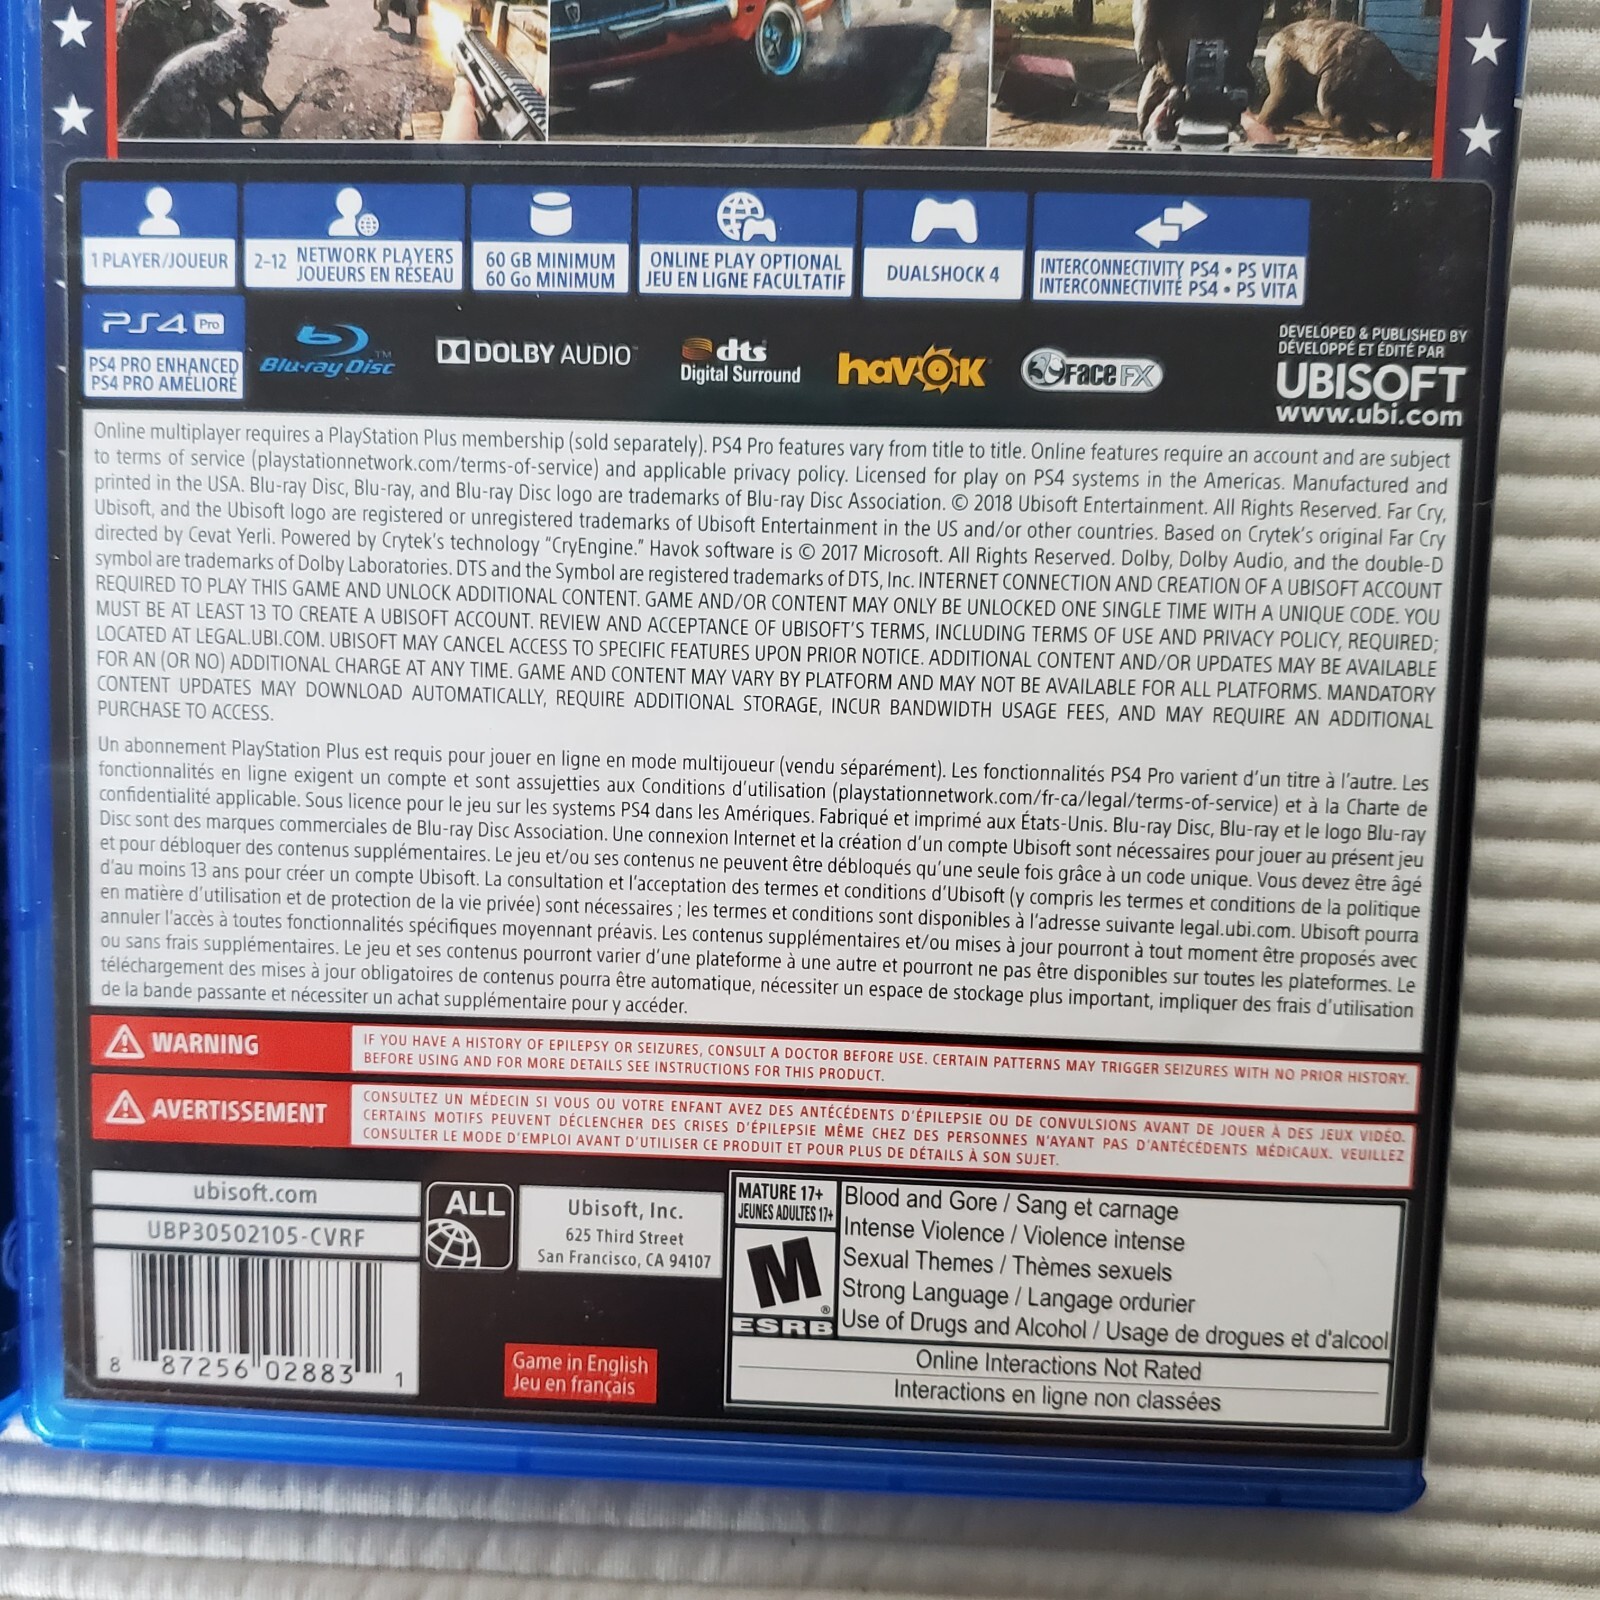 1 PLAYER/JOUEUR
2-12 NETWORK PLAYERS
JOUEURS EN RÉSEAU
60 GB MINIMUM
60 Go MINIMUM
ONLINE PLAY OPTIONAL
JEU EN LIGNE FACULTATIF
DUALSHOCK 4
INTERCONNECTIVITY PS4 • PS VITA
INTERCONNECTIVITÉ PS4 • PS VITA
PS4 Pro
PS4 PRO ENHANCED
PS4 PRO AMÉLIORÉ
Blu-ray Disc™
DOLBY AUDIO™
dts
Digital Surround
havok
FACE FX
DEVELOPED & PUBLISHED BY
DÉVELOPPÉ ET ÉDITÉ PAR
UBISOFT
www.ubi.com
Online multiplayer requires a PlayStation Plus membership (sold separately). PS4 Pro features vary from title to title. Online features require an account and are subject
to terms of service (playstationnetwork.com/terms-of-service) and applicable privacy policy. Licensed for play on PS4 systems in the Americas. Manufactured and
printed in the USA. Blu-ray Disc, Blu-ray, and Blu-ray Disc logo are trademarks of Blu-ray Disc Association. © 2018 Ubisoft Entertainment. All Rights Reserved. Far Cry,
Ubisoft, and the Ubisoft logo are registered or unregistered trademarks of Ubisoft Entertainment in the US and/or other countries. Based on Crytek's original Far Cry
directed by Cevat Yerli. Powered by Crytek's technology "CryEngine." Havok software is © 2017 Microsoft. All Rights Reserved. Dolby, Dolby Audio, and the double-D
symbol are trademarks of Dolby Laboratories. DTS and the Symbol are registered trademarks of DTS, Inc. INTERNET CONNECTION AND CREATION OF A UBISOFT ACCOUNT
REQUIRED TO PLAY THIS GAME AND UNLOCK ADDITIONAL CONTENT. GAME AND/OR CONTENT MAY ONLY BE UNLOCKED ONE SINGLE TIME WITH A UNIQUE CODE. YOU
MUST BE AT LEAST 13 TO CREATE A UBISOFT ACCOUNT. REVIEW AND ACCEPTANCE OF UBISOFT'S TERMS, INCLUDING TERMS OF USE AND PRIVACY POLICY, REQUIRED;
LOCATED AT LEGAL.UBI.COM. UBISOFT MAY CANCEL ACCESS TO SPECIFIC FEATURES UPON PRIOR NOTICE. ADDITIONAL CONTENT AND/OR UPDATES MAY BE AVAILABLE
FOR AN (OR NO) ADDITIONAL CHARGE AT ANY TIME. GAME AND CONTENT MAY VARY BY PLATFORM AND MAY NOT BE AVAILABLE FOR ALL PLATFORMS. MANDATORY
CONTENT UPDATES MAY DOWNLOAD AUTOMATICALLY, REQUIRE ADDITIONAL STORAGE, INCUR BANDWIDTH USAGE FEES, AND MAY REQUIRE AN ADDITIONAL
PURCHASE TO ACCESS.
Un abonnement PlayStation Plus est requis pour jouer en ligne en mode multijoueur (vendu séparément). Les fonctionnalités PS4 Pro varient d'un titre à l'autre. Les
fonctionnalités en ligne exigent un compte et sont assujetties aux Conditions d'utilisation (playstationnetwork.com/fr-ca/legal/terms-of-service) et à la Charte de
confidentialité applicable. Sous licence pour le jeu sur les systems PS4 dans les Amériques. Fabriqué et imprimé aux États-Unis. Blu-ray Disc, Blu-ray et le logo Blu-ray
Disc sont des marques commerciales de Blu-ray Disc Association. Une connexion Internet et la création d'un compte Ubisoft sont nécessaires pour jouer au présent jeu
et pour débloquer des contenus supplémentaires. Le jeu et/ou ses contenus ne peuvent être débloqués qu'une seule fois grâce à un code unique. Vous devez être âgé
d'au moins 13 ans pour créer un compte Ubisoft. La consultation et l'acceptation des termes et conditions d'Ubisoft (y compris les termes et conditions de la politique
en matière d'utilisation et de protection de la vie privée) sont nécessaires ; les termes et conditions sont disponibles à l'adresse suivante legal.ubi.com. Ubisoft pourra
annuler l'accès à toutes fonctionnalités spécifiques moyennant préavis. Les contenus supplémentaires et/ou mises à jour pourront à tout moment être proposés avec
ou sans frais supplémentaires. Le jeu et ses contenus pourront varier d'une plateforme à une autre et pourront ne pas être disponibles sur toutes les plateformes. Le
téléchargement des mises à jour obligatoires de contenus pourra être automatique, nécessiter un espace de stockage plus important, impliquer des frais d'utilisation
de la bande passante et nécessiter un achat supplémentaire pour y accéder.
WARNING
IF YOU HAVE A HISTORY OF EPILEPSY OR SEIZURES, CONSULT A DOCTOR BEFORE USE. CERTAIN PATTERNS MAY TRIGGER SEIZURES WITH NO PRIOR HISTORY.
BEFORE USING AND FOR MORE DETAILS SEE INSTRUCTIONS FOR THIS PRODUCT.
AVERTISSEMENT
CONSULTEZ UN MÉDECIN SI VOUS OU VOTRE ENFANT AVEZ DES ANTÉCÉDENTS D'ÉPILEPSIE OU DE CONVULSIONS AVANT DE JOUER À DES JEUX VIDÉO.
CERTAINS MOTIFS PEUVENT DÉCLENCHER DES CRISES D'ÉPILEPSIE MÊME CHEZ DES PERSONNES N'AYANT PAS D'ANTÉCÉDENTS MÉDICAUX. VEUILLEZ
CONSULTER LE MODE D'EMPLOI AVANT D'UTILISER CE PRODUIT ET POUR PLUS DE DÉTAILS À SON SUJET.
ubisoft.com
UBP30502105-CVRF
8 87256 02883 1
ALL
Ubisoft, Inc.
625 Third Street
San Francisco, CA 94107
Game in English
Jeu en français
MATURE 17+
JEUNES ADULTES 17+
M®
ESRB
Blood and Gore / Sang et carnage
Intense Violence / Violence intense
Sexual Themes / Thèmes sexuels
Strong Language / Langage ordurier
Use of Drugs and Alcohol / Usage de drogues et d'alcool
Online Interactions Not Rated
Interactions en ligne non classées